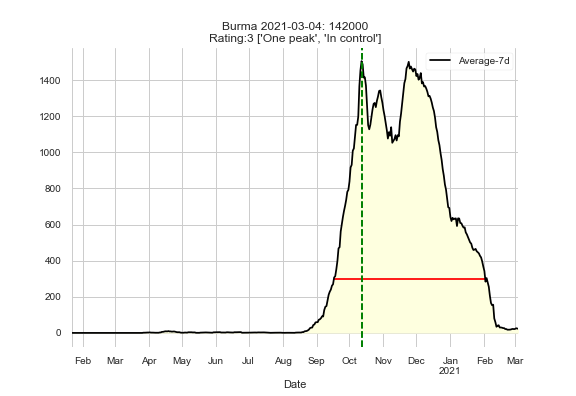 Burma 2021-03-04: 142000
Rating:3 ['One peak', 'In control']
Average-7d
1400
1200
1000
800
600
400
200
0
Feb Mar Apr May Jun Jul Aug Sep Oct Nov Dec Jan Feb Mar
2021
Date